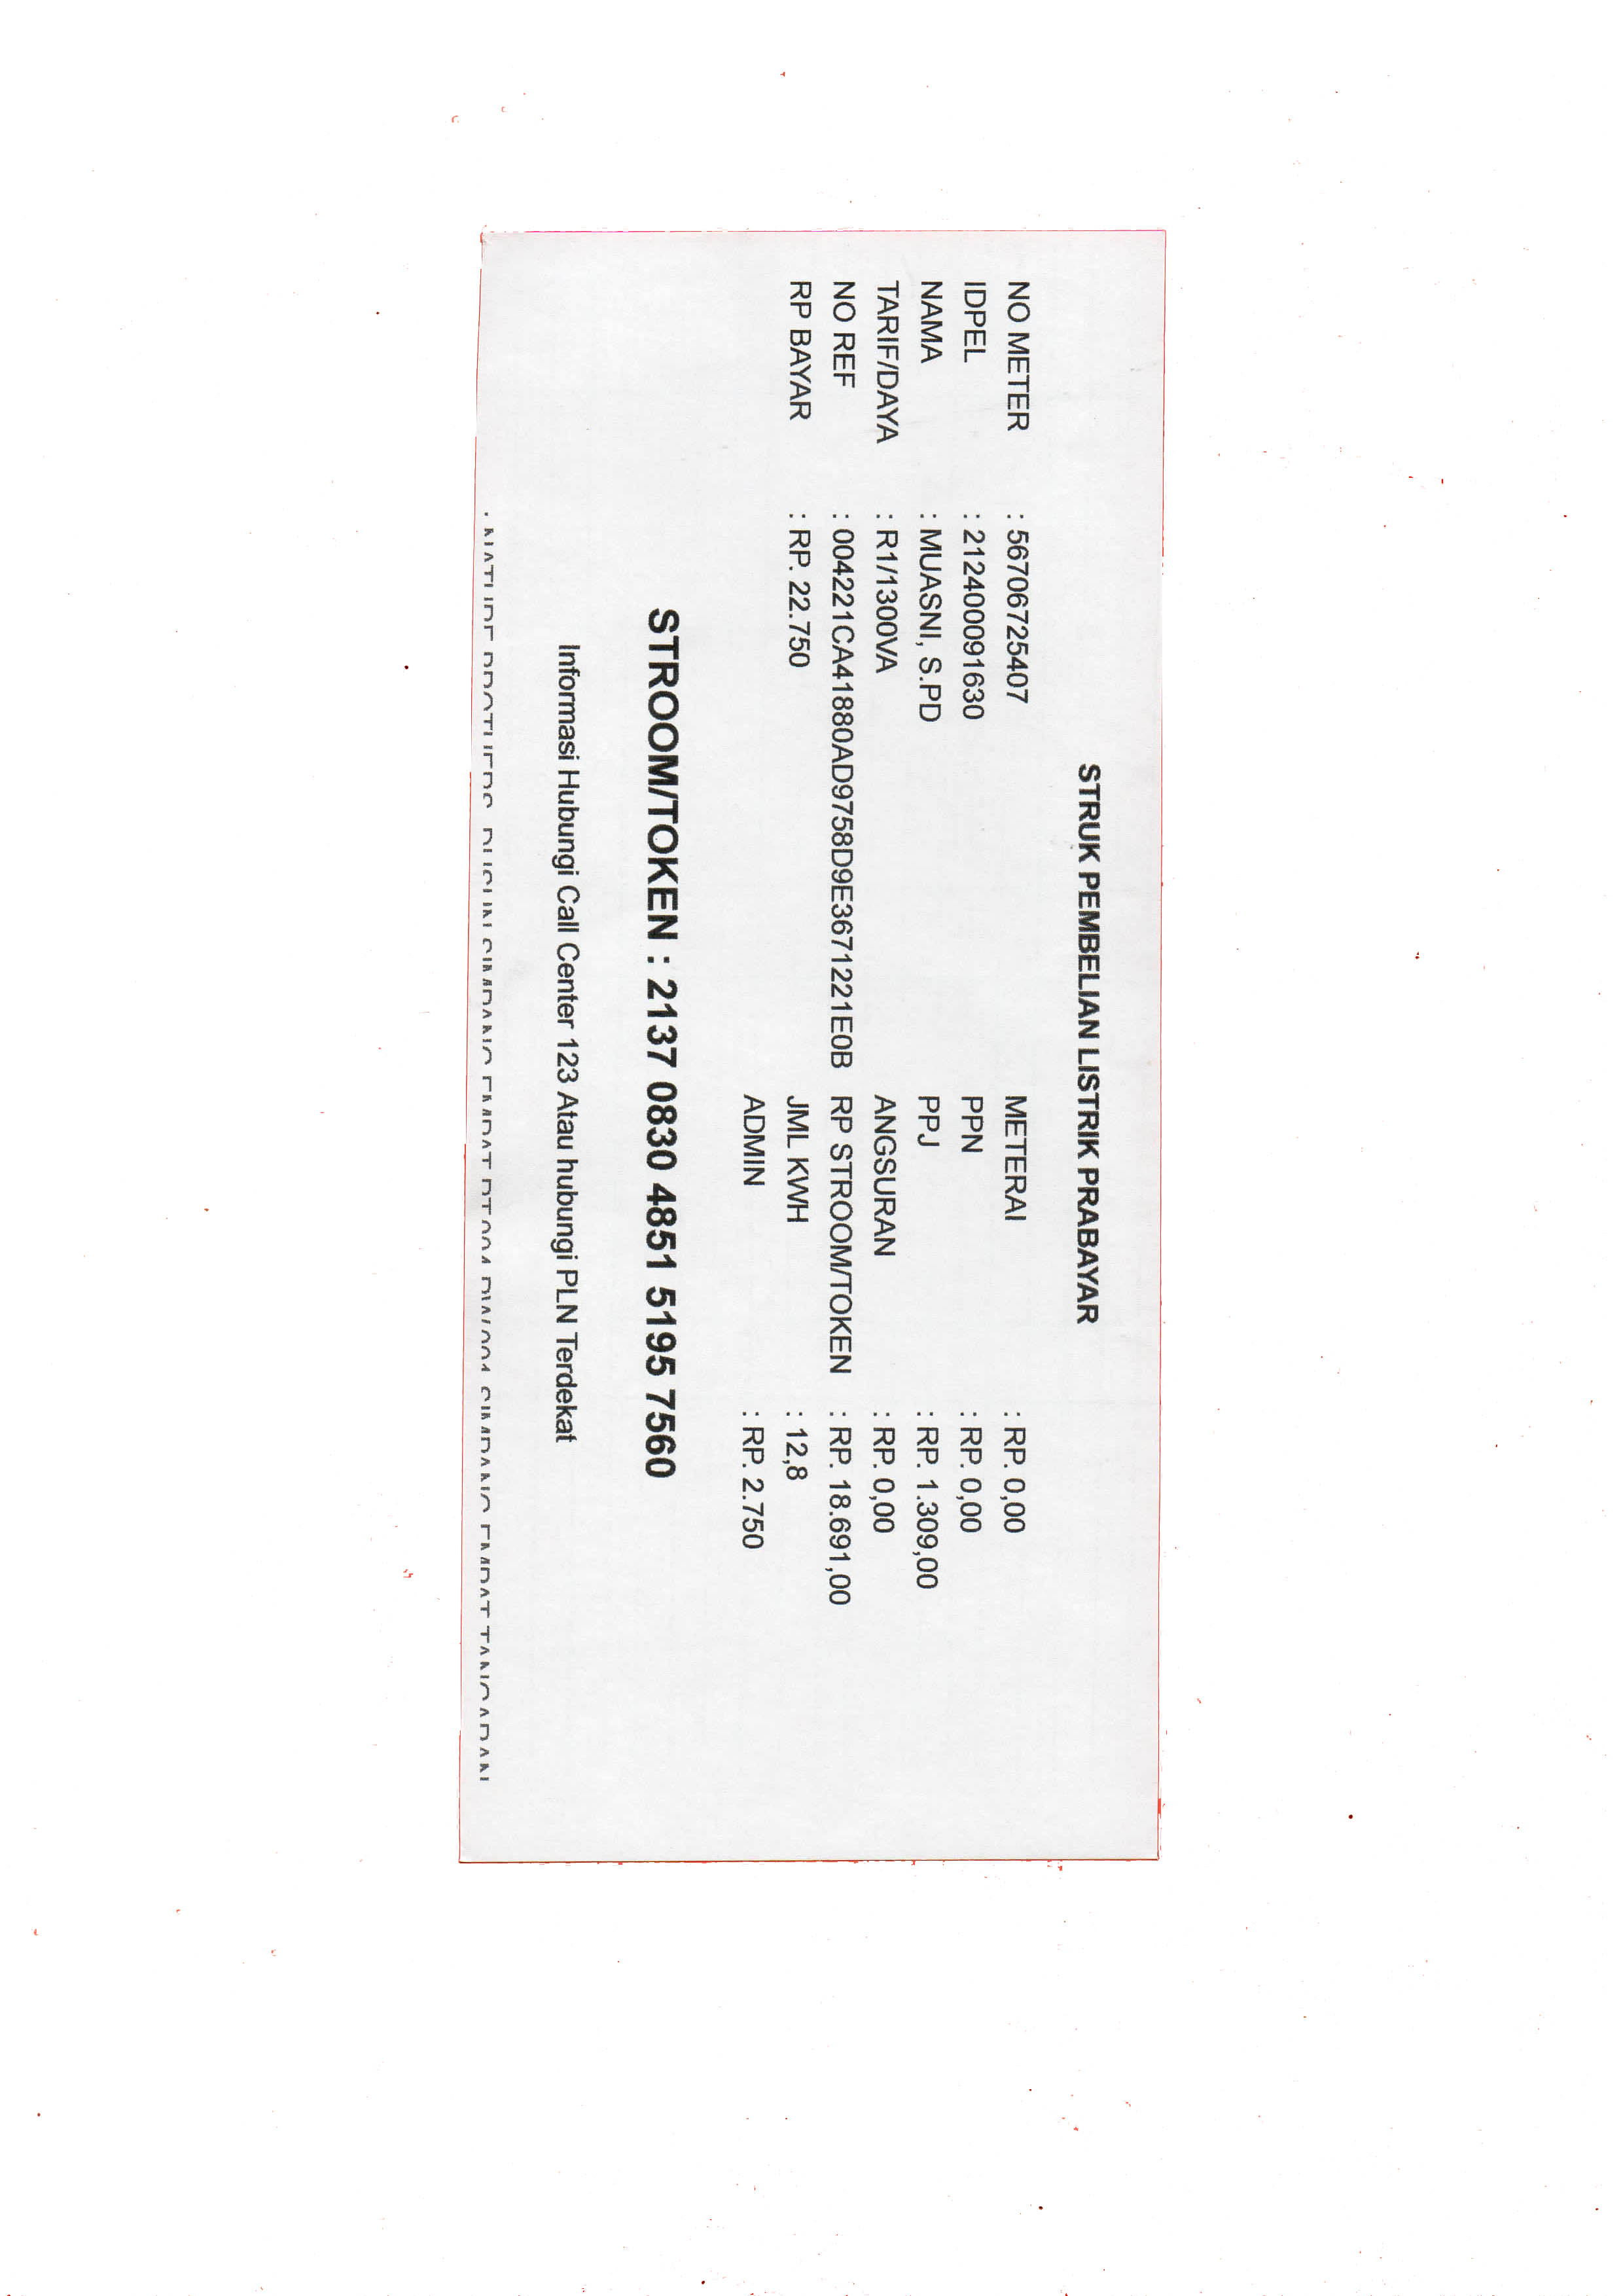 STRUK PEMBELIAN LISTRIK PRABAYAR
NO METER : 56706725407 METERAI : RP. 0,00
IDPEL : 212400091630 PPN : RP. 0,00
NAMA : MUASNI, S.PD PPJ : RP. 1.309,00
TARIF/DAYA : R1/1300VA ANGSURAN : RP. 0,00
NO REF : 004221CA41880AD9758D9E3671221E0B RP STROOM/TOKEN : RP. 18.691,00
RP BAYAR : RP. 22.750 JML KWH : 12,8
ADMIN : RP. 2.750
STROOM/TOKEN : 2137 0830 4851 5195 7560
Informasi Hubungi Call Center 123 Atau hubungi PLN Terdekat